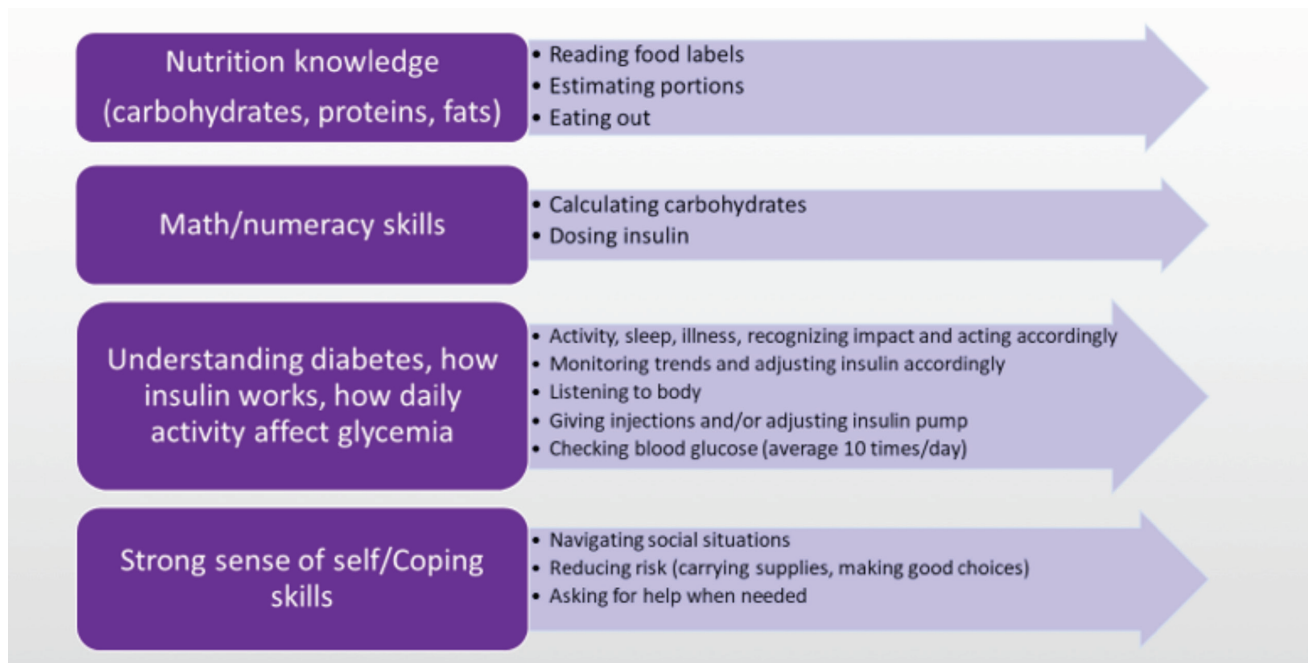 Nutrition knowledge
(carbohydrates, proteins, fats)
• Reading food labels
• Estimating portions
• Eating out
Math/numeracy skills
• Calculating carbohydrates
• Dosing insulin
Understanding diabetes, how
insulin works, how daily
activity affect glycemia
• Activity, sleep, illness, recognizing impact and acting accordingly
• Monitoring trends and adjusting insulin accordingly
• Listening to body
• Giving injections and/or adjusting insulin pump
• Checking blood glucose (average 10 times/day)
Strong sense of self/Coping
skills
• Navigating social situations
• Reducing risk (carrying supplies, making good choices)
• Asking for help when needed